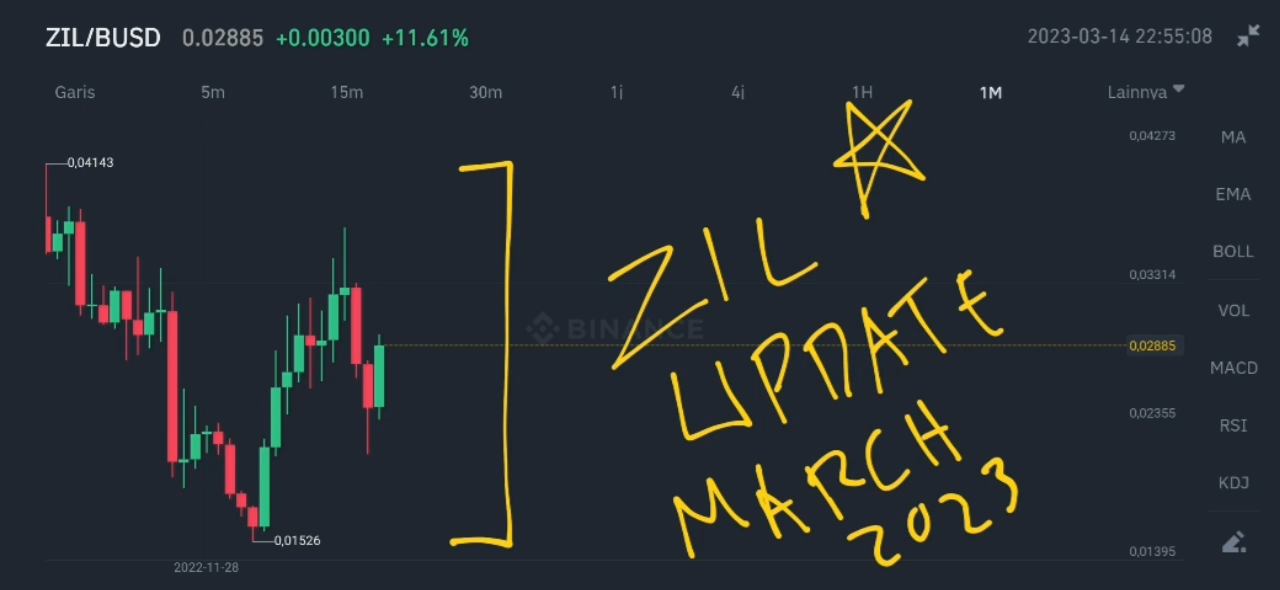 ZIL/BUSD 0.02885 +0.00300 +11.61% 2023-03-14 22:55:08
Garis 5m 15m 30m 1j 4j 1H 1M Lainnya
0,04273
MA
0,04143
EMA
BOLL
0,03314
ZIL
VOL
BINANCE
0,02885
UPDATE
MACD
0,02355
RSI
MARCH
KDJ
2023
0,01526
0,01395
2022-11-28